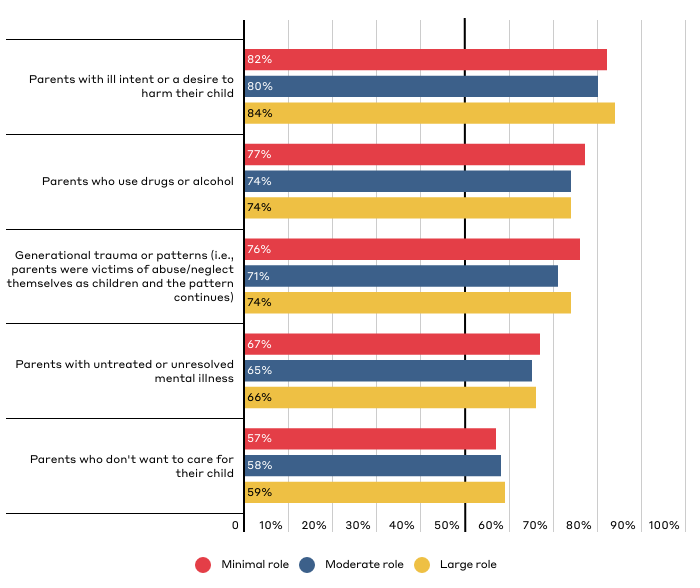 Parents with ill intent or a desire to
harm their child
82%
80%
84%
Parents who use drugs or alcohol
77%
74%
74%
Generational trauma or patterns (i.e.,
parents were victims of abuse/neglect
themselves as children and the pattern
continues)
76%
71%
74%
Parents with untreated or unresolved
mental illness
67%
65%
66%
Parents who don't want to care for
their child
57%
58%
59%
0 10% 20% 30% 40% 50% 60% 70% 80% 90% 100%
Minimal role Moderate role Large role